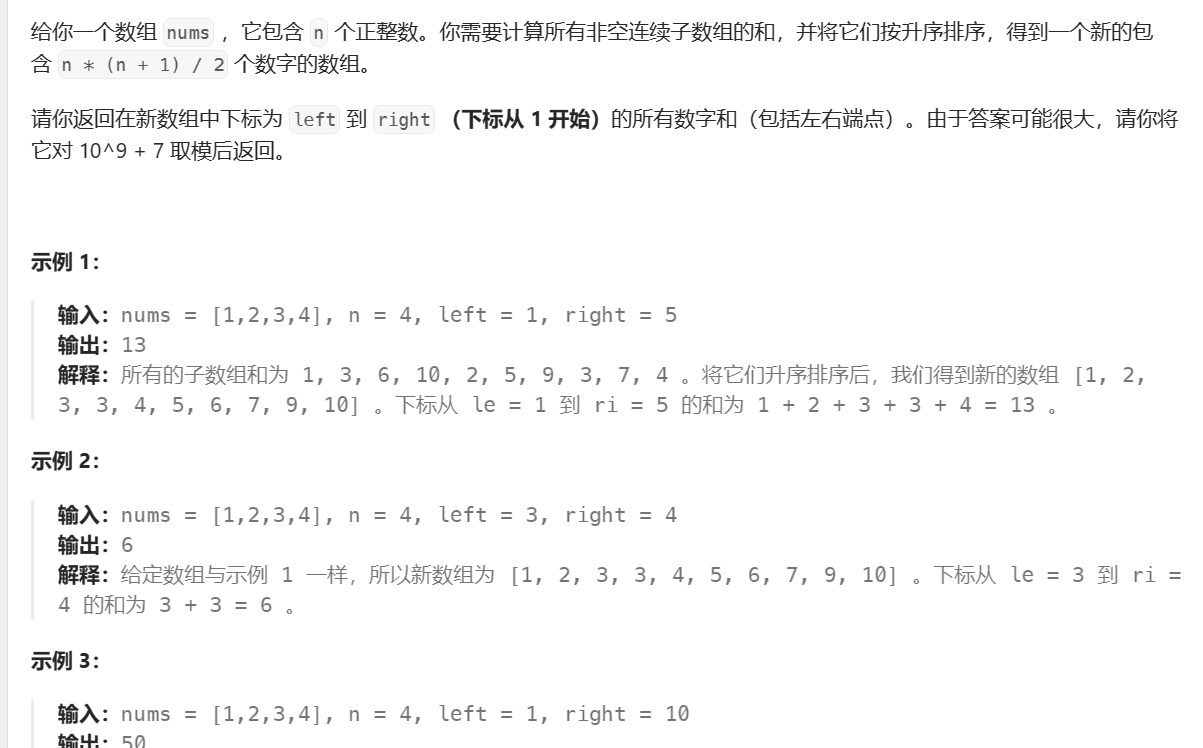 给你一个数组 nums ，它包含 n 个正整数。你需要计算所有非空连续子数组的和，并将它们按升序排序，得到一个新的包
含 n * (n + 1) / 2 个数字的数组。
请你返回在新数组中下标为 left 到 right （下标从 1 开始）的所有数字和（包括左右端点）。由于答案可能很大，请你将
它对 10^9 + 7 取模后返回。
示例 1：
输入：nums = [1,2,3,4], n = 4, left = 1, right = 5
输出：13
解释：所有的子数组和为 1, 3, 6, 10, 2, 5, 9, 3, 7, 4 。将它们升序排序后，我们得到新的数组 [1, 2,
3, 3, 4, 5, 6, 7, 9, 10] 。下标从 le = 1 到 ri = 5 的和为 1 + 2 + 3 + 3 + 4 = 13 。
示例 2：
输入：nums = [1,2,3,4], n = 4, left = 3, right = 4
输出：6
解释：给定数组与示例 1 一样，所以新数组为 [1, 2, 3, 3, 4, 5, 6, 7, 9, 10] 。下标从 le = 3 到 ri =
4 的和为 3 + 3 = 6 。
示例 3：
输入：nums = [1,2,3,4], n = 4, left = 1, right = 10
输出：50